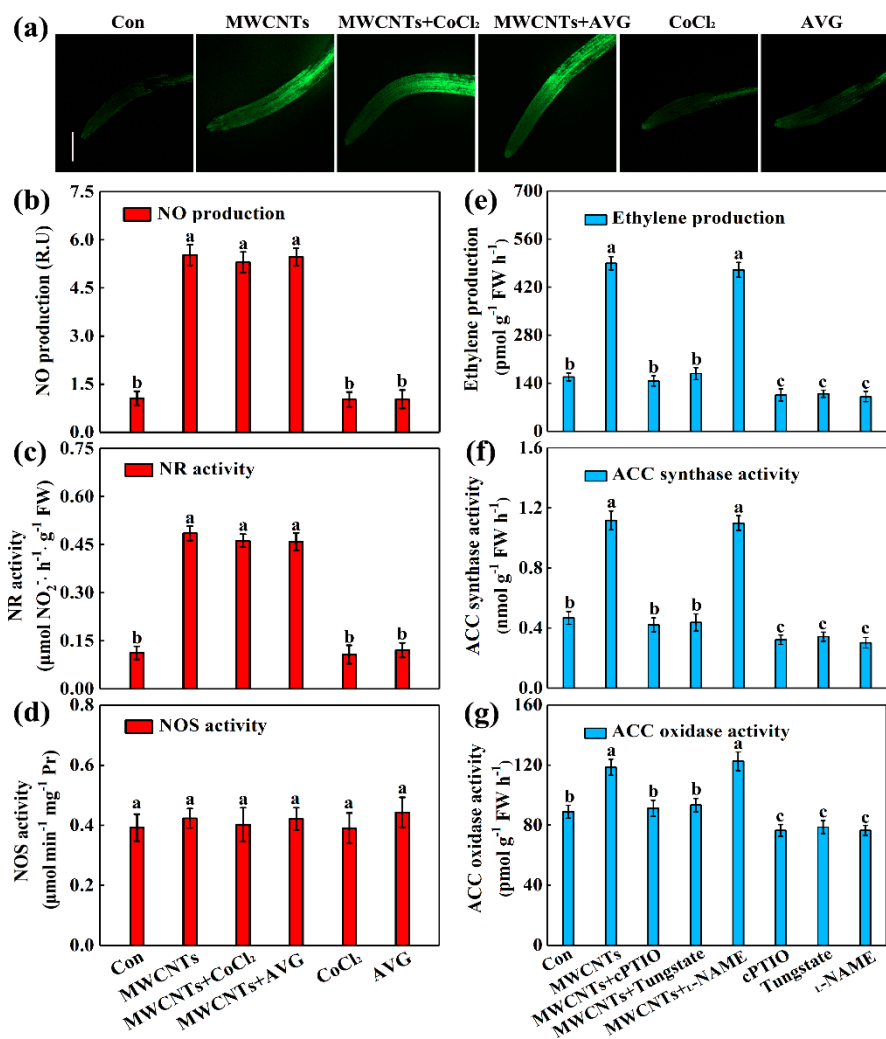 (a)
Con MWCNTs MWCNTs+CoCl₂ MWCNTs+AVG CoCl₂ AVG
(b)
NO production
NO production (R.U)
7.5
6.0
4.5
3.0
1.5
0.0
b a a a b b
(c)
NR activity
NR activity
(μmol NO₂⁻· h⁻¹· g⁻¹ FW)
0.75
0.60
0.45
0.30
0.15
0.00
b a a a b b
(d)
NOS activity
NOS activity
(μmol min⁻¹ mg⁻¹ Pr)
0.8
0.6
0.4
0.2
0.0
a a a a a a
Con
MWCNTs
MWCNTs+CoCl₂
MWCNTs+AVG
CoCl₂
AVG
(e)
Ethylene production
Ethylene production
(pmol g⁻¹ FW h⁻¹)
700
560
420
280
140
0
b a b b a c c c
(f)
ACC synthase activity
ACC synthase activity
(nmol g⁻¹ FW h⁻¹)
1.6
1.2
0.8
0.4
0.0
b a b b a c c c
(g)
ACC oxidase activity
ACC oxidase activity
(pmol g⁻¹ FW h⁻¹)
160
120
80
40
0
b a b b a c c c
Con
MWCNTs
MWCNTs+cPTIO
MWCNTs+Tungstate
MWCNTs+L-NAME
cPTIO
Tungstate
L-NAME